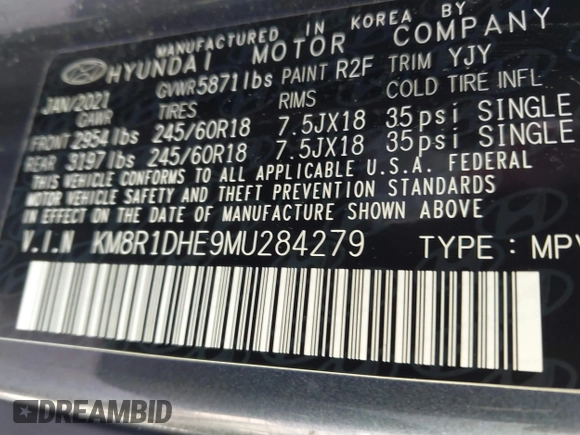 MANUFACTURED IN KOREA BY
HYUNDAI MOTOR COMPANY
JAN/2021 GVWR 5871lbs PAINT R2F TRIM YJY
GAWR TIRES RIMS COLD TIRE INFL
FRONT 2954lbs 245/60R18 7.5JX18 35psi SINGLE
REAR 3197lbs 245/60R18 7.5JX18 35psi SINGLE
THIS VEHICLE CONFORMS TO ALL APPLICABLE U.S.A. FEDERAL
MOTOR VEHICLE SAFETY AND THEFT PREVENTION STANDARDS
IN EFFECT ON THE DATE OF MANUFACTURE SHOWN ABOVE.
V.I.N KM8R1DHE9MU284279 TYPE: MPV
DREAMBID